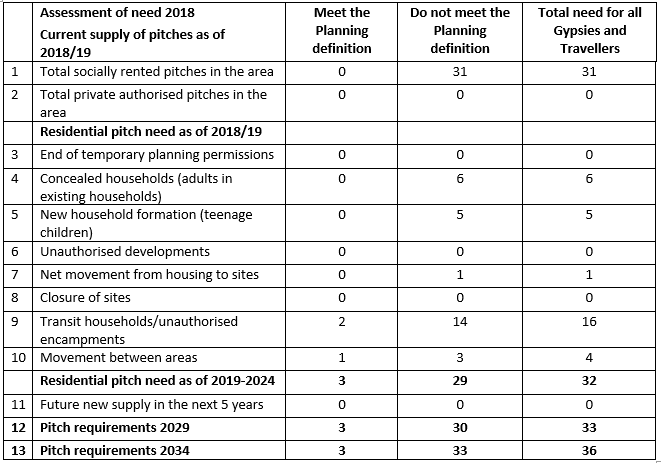 Assessment of need 2018
Current supply of pitches as of
2018/19
Meet the
Planning
definition
Do not meet the
Planning
definition
Total need for all
Gypsies and
Travellers
1 Total socially rented pitches in the area 0 31 31
2 Total private authorised pitches in the 0 0 0
area
Residential pitch need as of 2018/19
3 End of temporary planning permissions 0 0 0
4 Concealed households (adults in 0 6 6
existing households)
5 New household formation (teenage 0 5 5
children)
6 Unauthorised developments 0 0 0
7 Net movement from housing to sites 0 1 1
8 Closure of sites 0 0 0
9 Transit households/unauthorised 2 14 16
encampments
10 Movement between areas 1 3 4
Residential pitch need as of 2019-2024 3 29 32
11 Future new supply in the next 5 years 0 0 0
12 Pitch requirements 2029 3 30 33
13 Pitch requirements 2034 3 33 36